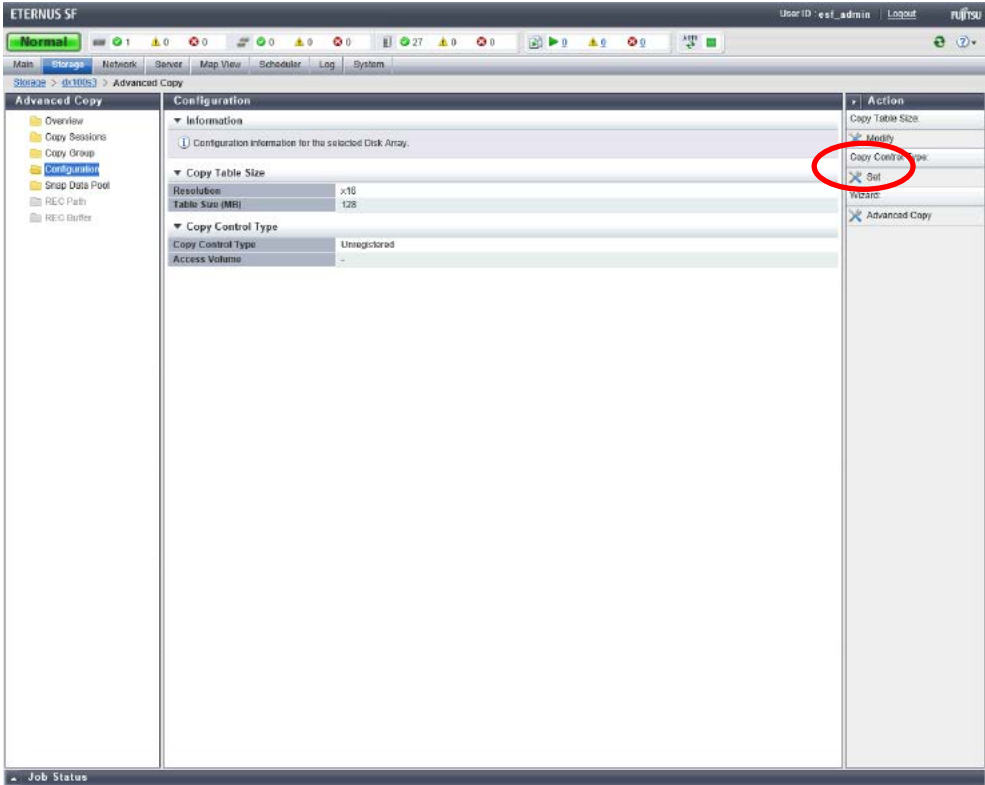 ETERNUS SF
User ID : esf_admin Logout FUJITSU
Normal 1 0 0 0 0 0 27 0 0 0 0 0
Main Storage Network Server Map View Scheduler Log System
Storage > dx100s3 > Advanced Copy
Advanced Copy
Overview
Copy Sessions
Copy Group
Configuration
Snap Data Pool
REC Path
REC Buffer
Configuration
Information
Configuration information for the selected Disk Array.
Copy Table Size
Resolution x16
Table Size (MB) 128
Copy Control Type
Copy Control Type Unregistered
Access Volume -
Action
Copy Table Size:
Modify
Copy Control Type:
Set
Wizard:
Advanced Copy
Job Status